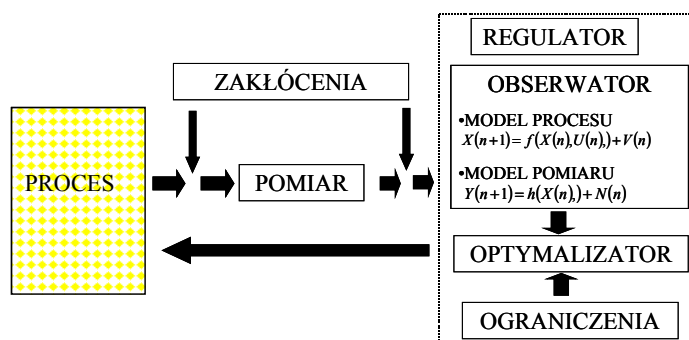 REGULATOR
ZAKŁÓCENIA
OBSERWATOR
•MODEL PROCESU
X(n+1)= f(X(n),U(n),)+V(n)
PROCES
POMIAR
•MODEL POMIARU
Y(n+1)=h(X(n),)+N(n)
OPTYMALIZATOR
OGRANICZENIA